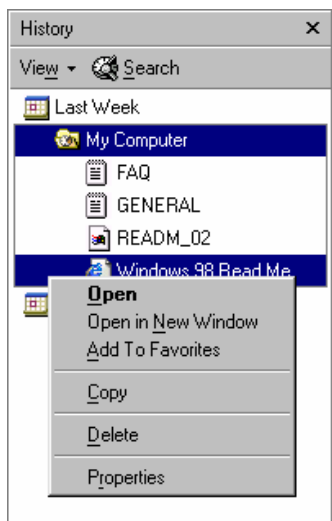 History
View Search
Last Week
My Computer
FAQ
GENERAL
READM_02
Windows 98 Read Me
Open
Open in New Window
Add To Favorites
Copy
Delete
Properties